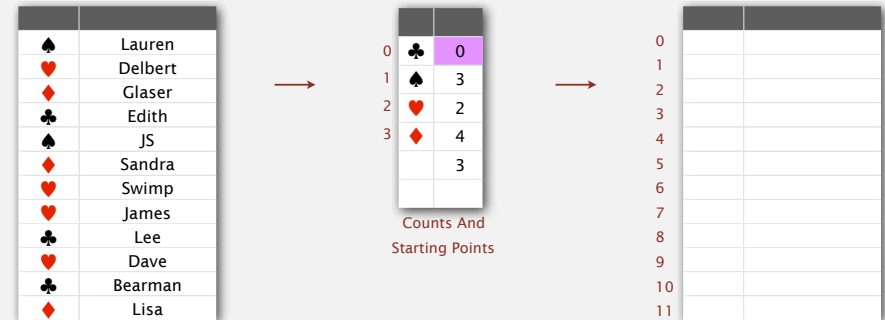 ♠ Lauren
♥ Delbert
♦ Glaser
♣ Edith
♠ JS
♦ Sandra
♥ Swimp
♥ James
♣ Lee
♥ Dave
♣ Bearman
♦ Lisa
0 ♣ 0
1 ♠ 3
2 ♥ 2
3 ♦ 4
3
Counts And
Starting Points
0
1
2
3
4
5
6
7
8
9
10
11